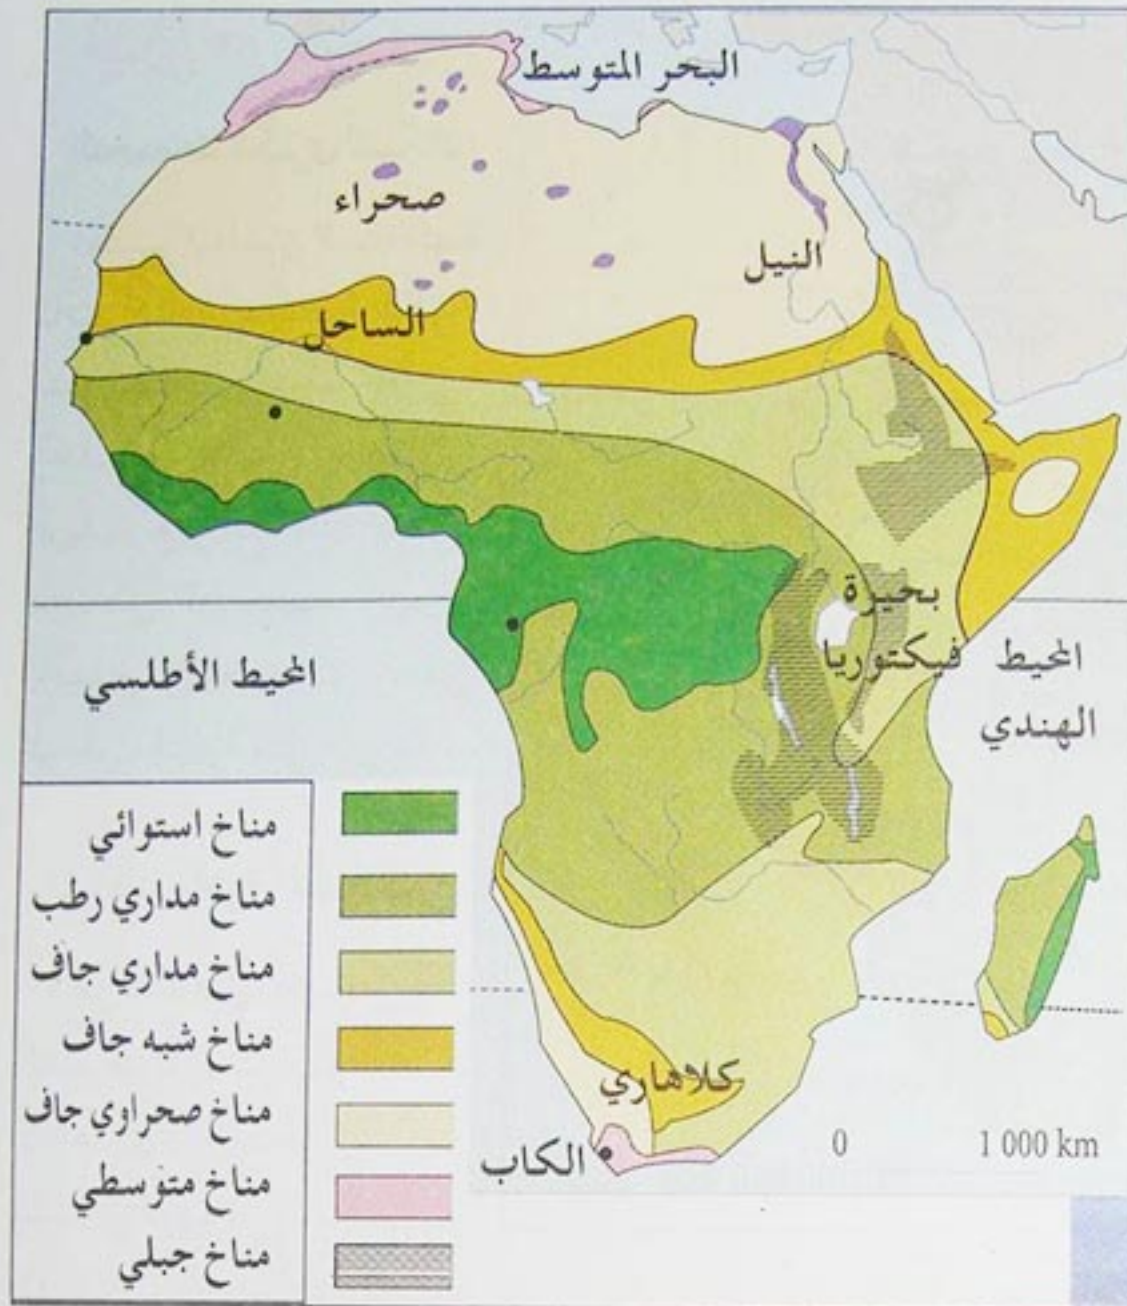 البحر المتوسط
صحراء
النيل
الساحل
بحيرة
فيكتوريا
المحيط
الهندي
المحيط الأطلسي
مناخ استوائي
مناخ مداري رطب
مناخ مداري جاف
مناخ شبه جاف
مناخ صحراوي جاف
مناخ متوسطي
مناخ جبلي
كلاهاري
الكاب
0 1 000 km